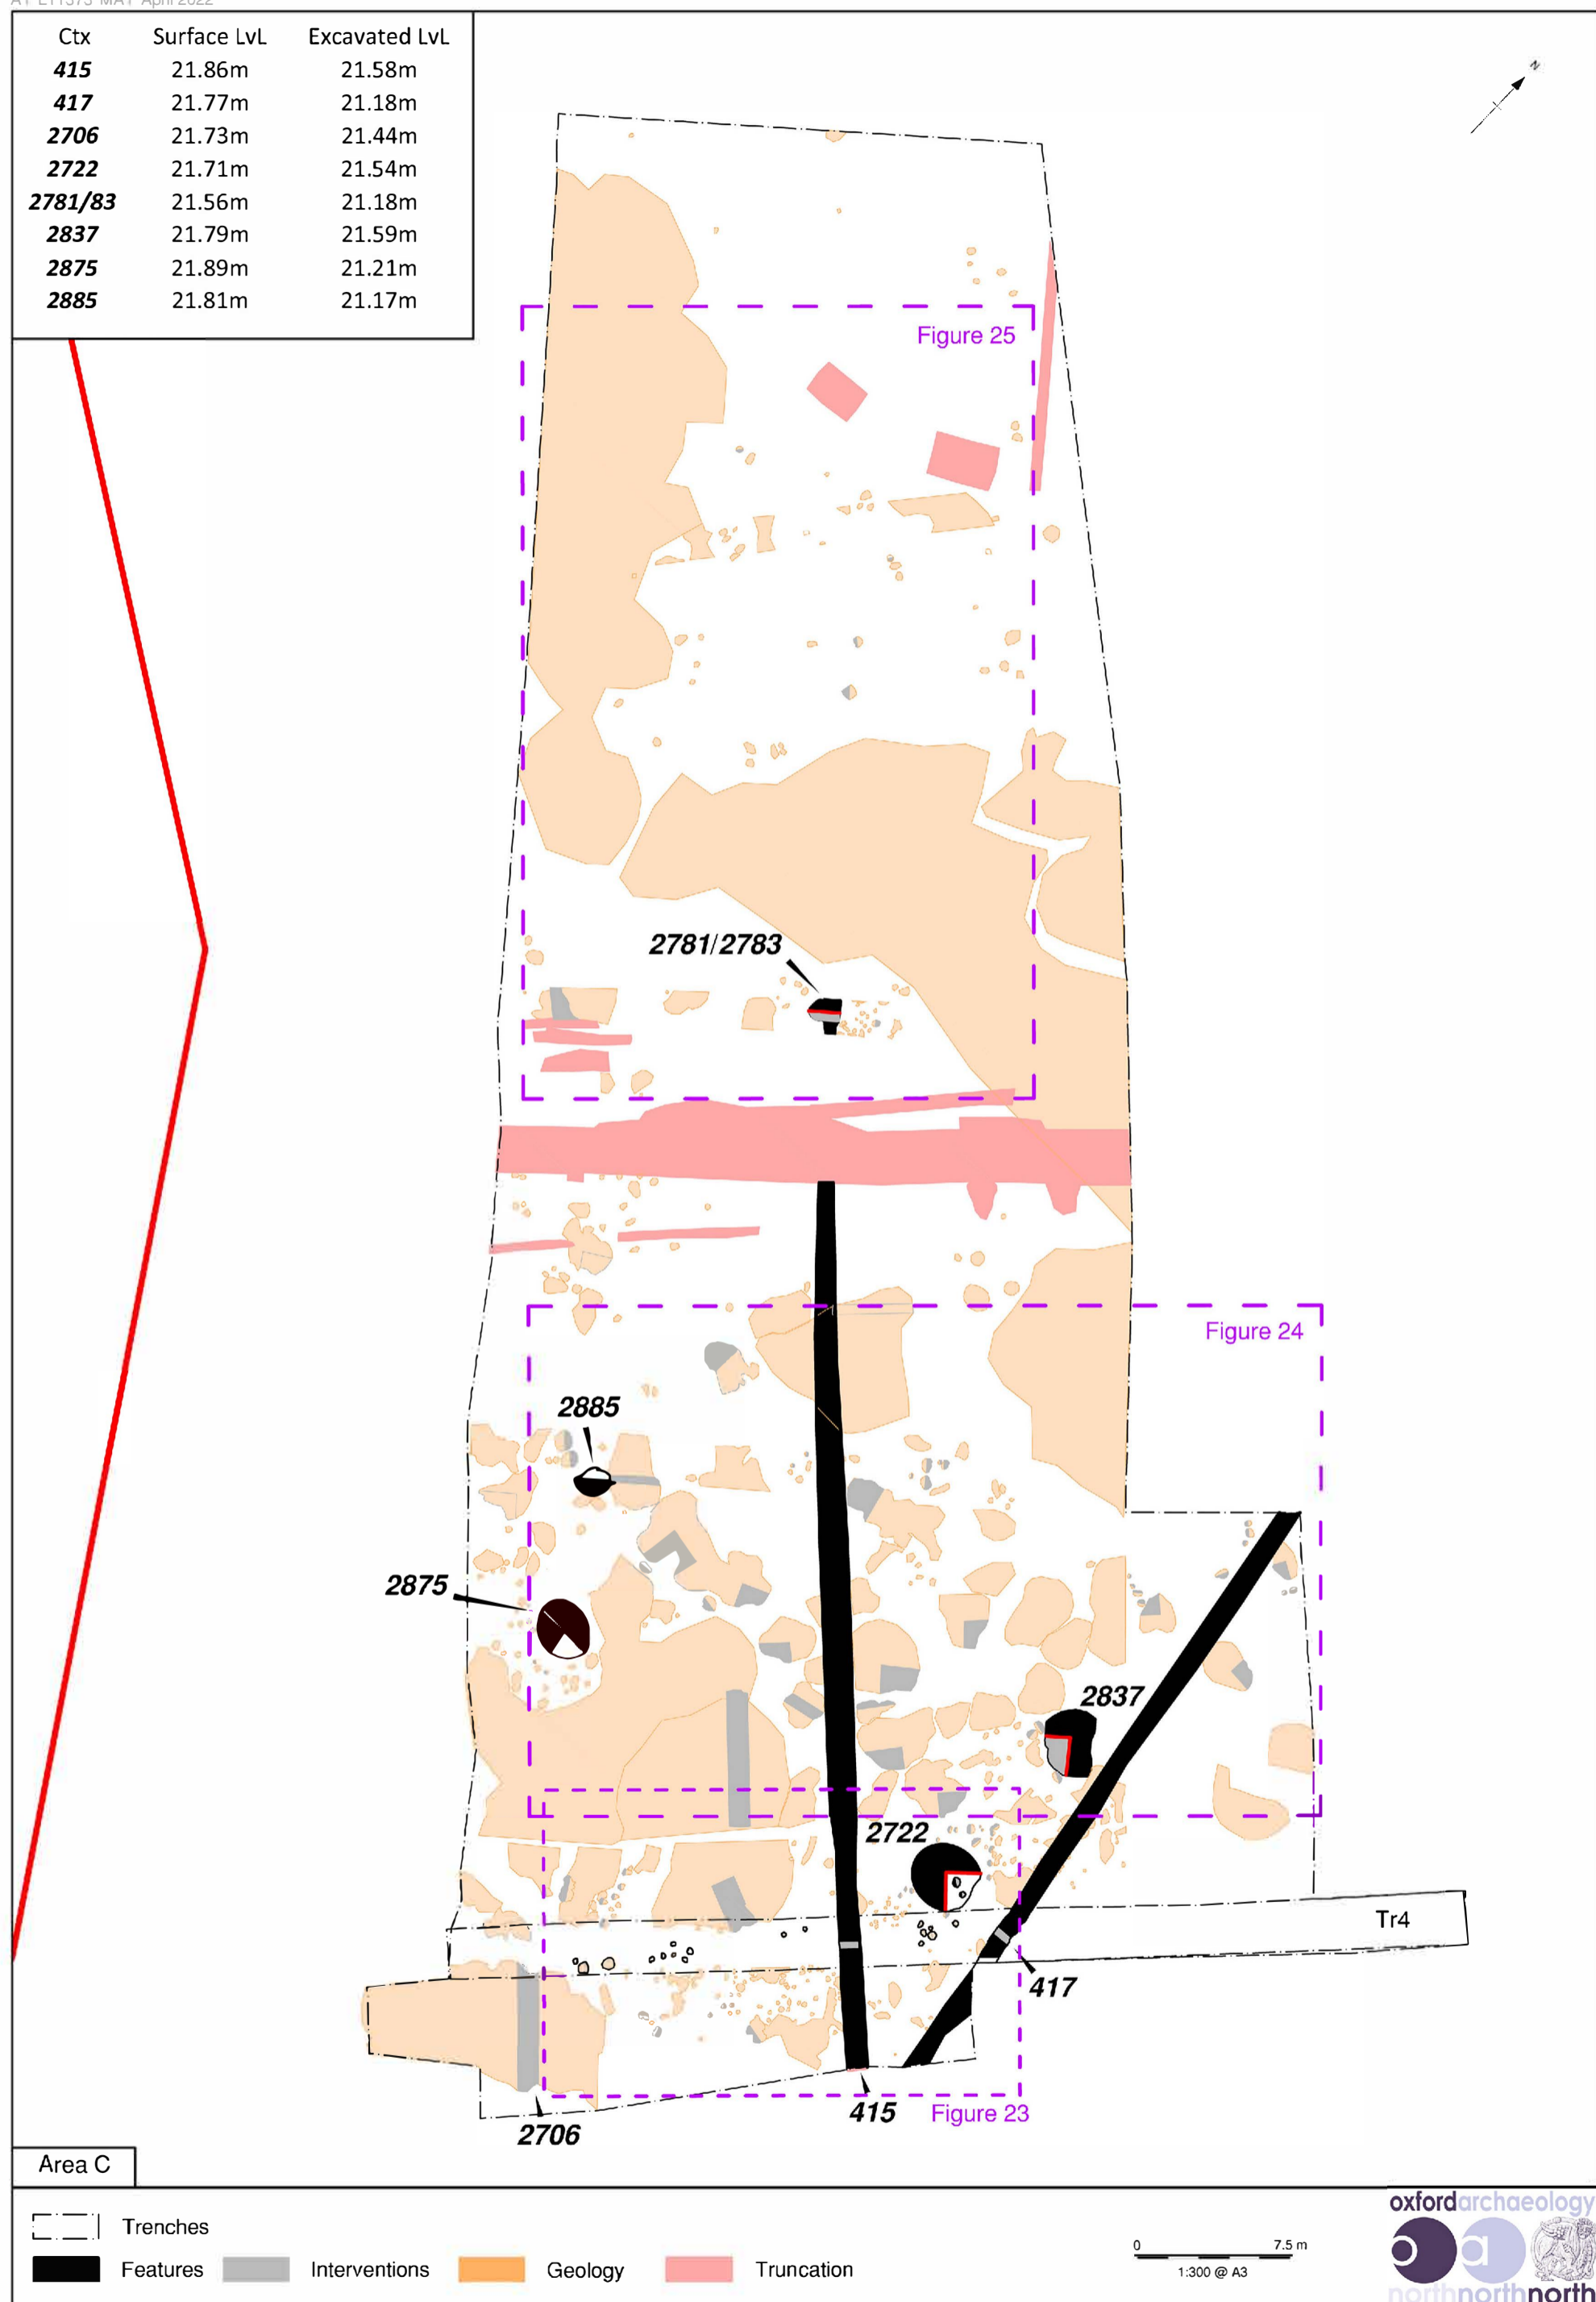 Ctx Surface LvL Excavated LvL
415 21.86m 21.58m
417 21.77m 21.18m
2706 21.73m 21.44m
2722 21.71m 21.54m
2781/83 21.56m 21.18m
2837 21.79m 21.59m
2875 21.89m 21.21m
2885 21.81m 21.17m
N
Figure 25
2781/2783
Figure 24
2885
2875
2837
2722
Tr4
417
415
Figure 23
2706
Area C
Trenches
Features Interventions Geology Truncation
0 7.5 m
1:300 @ A3
oxfordarchaeology
oa
northnorthnorth